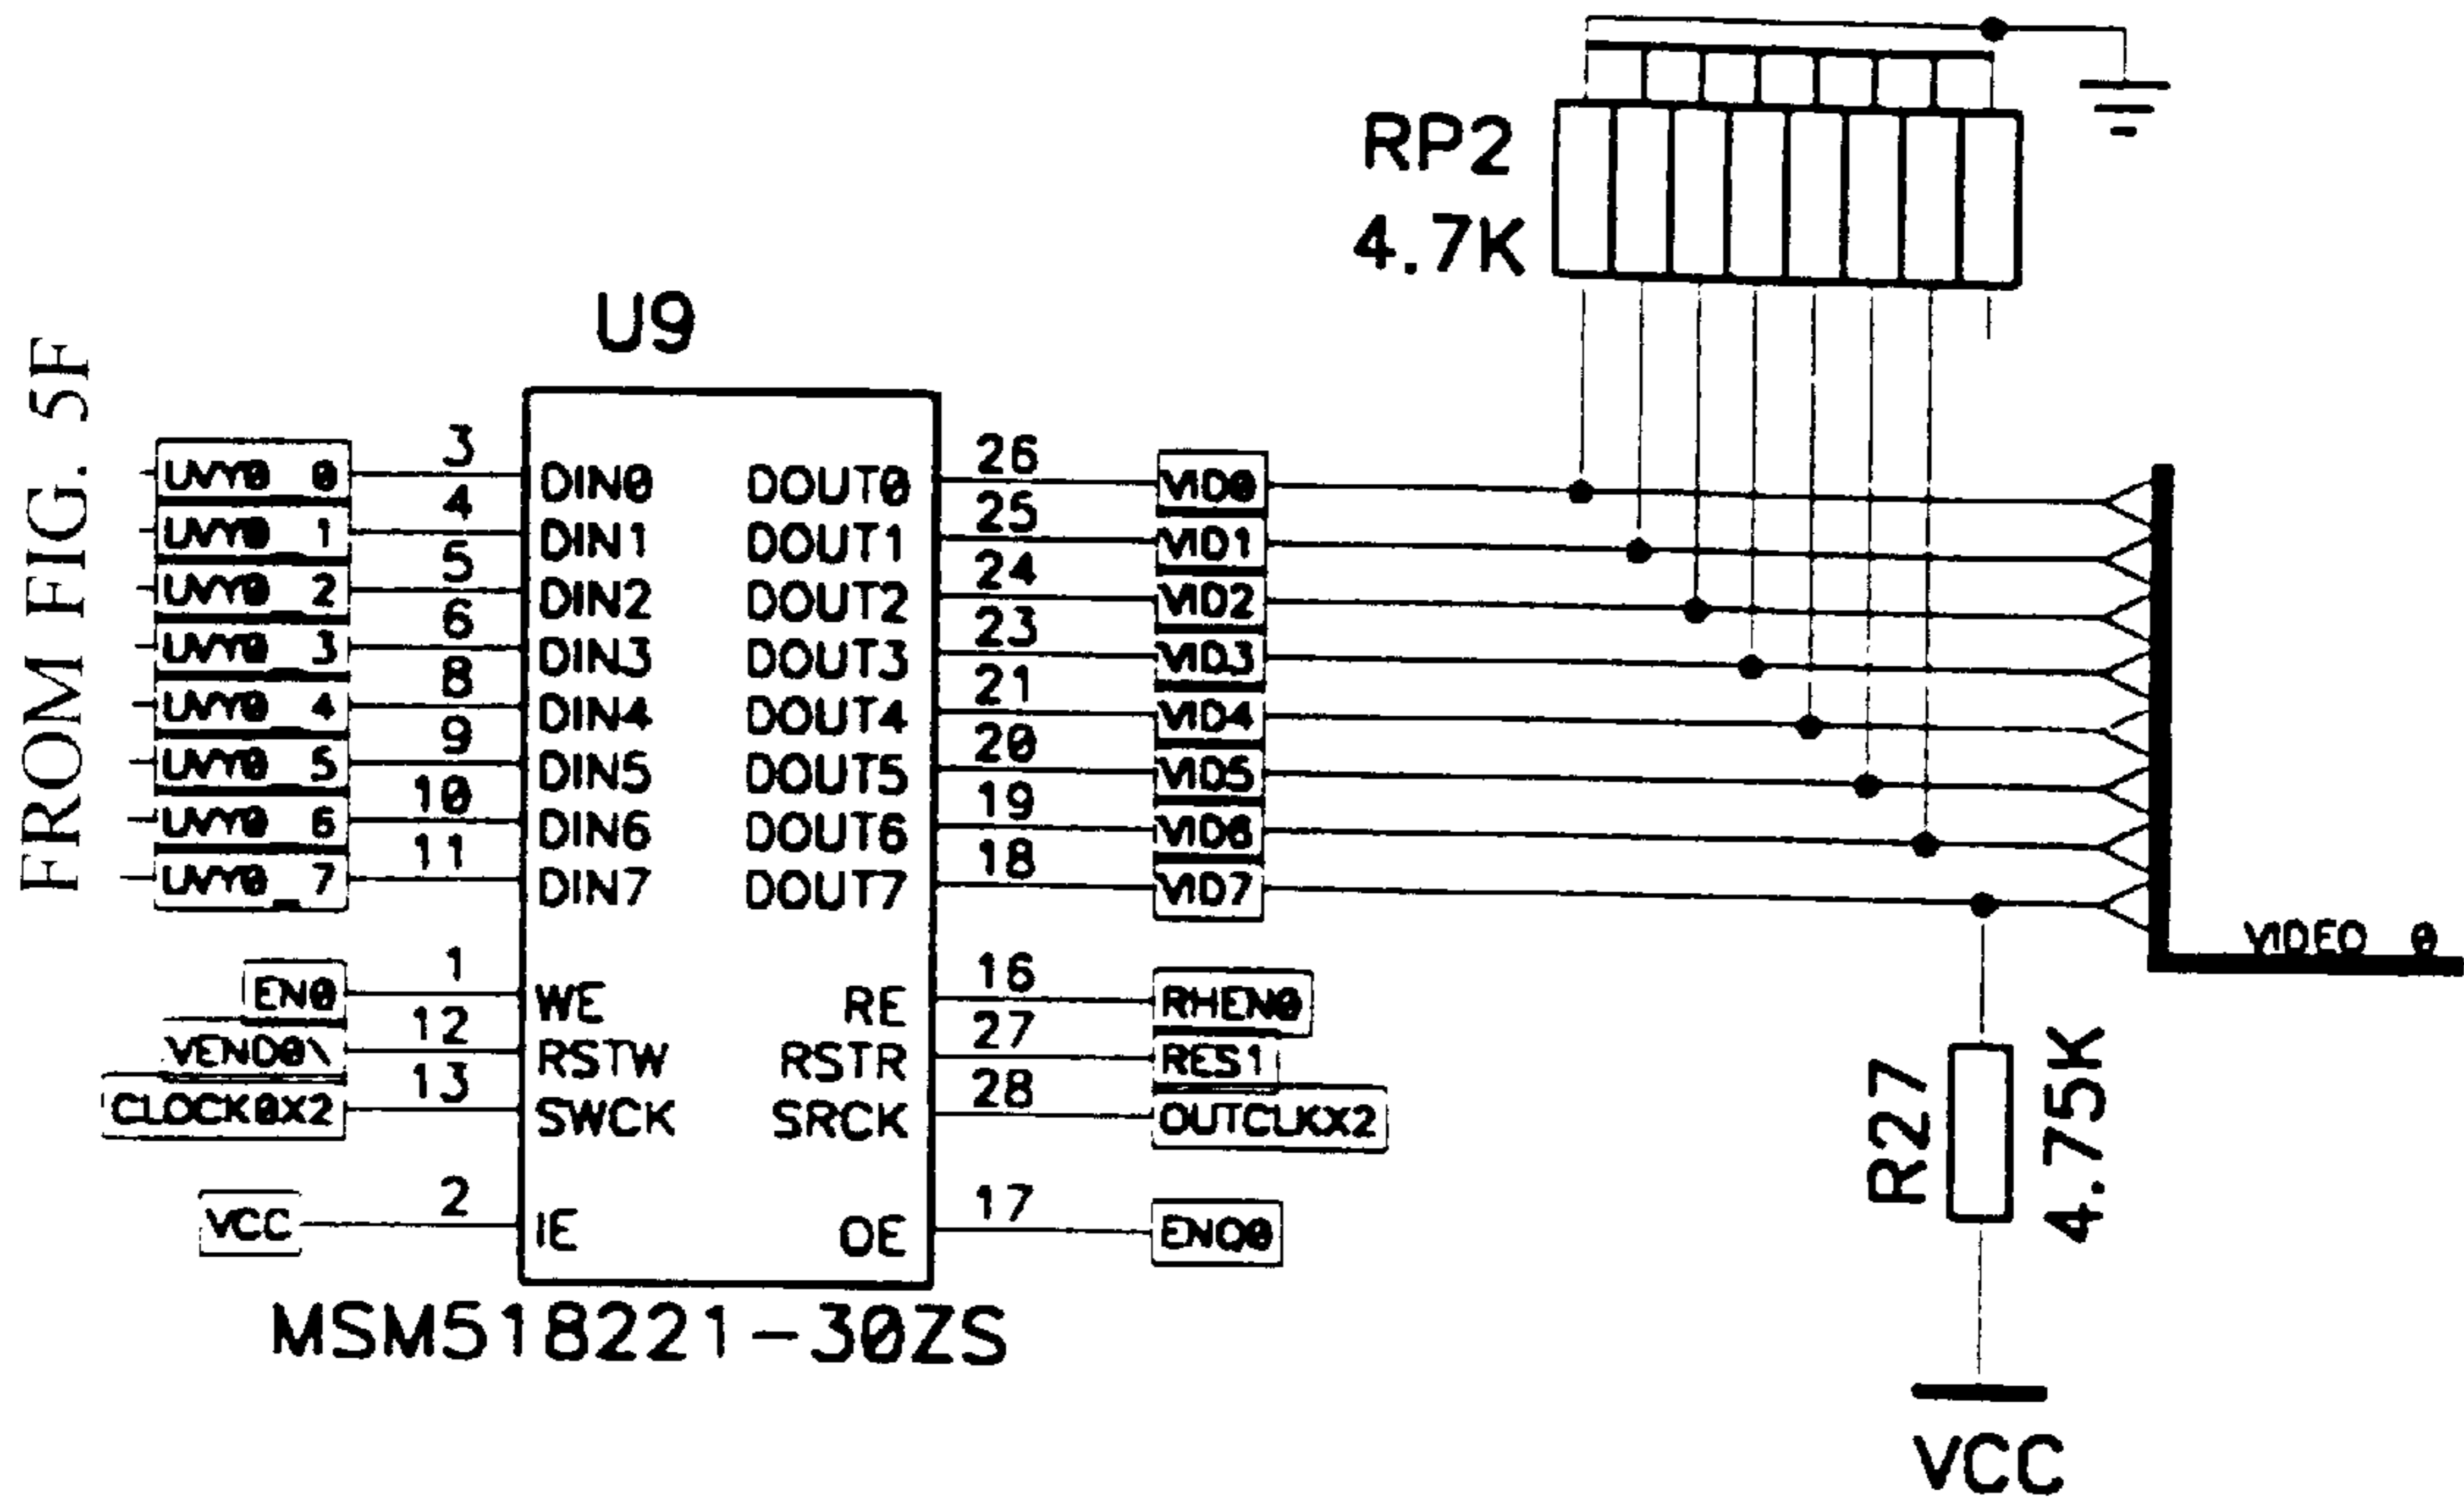 RP2
4.7K
U9
FROM FIG. 5F
UVY0_0 3 DIN0 DOUT0 26 VID0
UVY0_1 4 DIN1 DOUT1 25 VID1
UVY0_2 5 DIN2 DOUT2 24 VID2
UVY0_3 6 DIN3 DOUT3 23 VID3
UVY0_4 8 DIN4 DOUT4 21 VID4
UVY0_5 9 DIN5 DOUT5 20 VID5
UVY0_6 10 DIN6 DOUT6 19 VID6
UVY0_7 11 DIN7 DOUT7 18 VID7
VIDEO_0
EN0 1 WE RE 16 RHEN0
VEND0\ 12 RSTW RSTR 27 RES1
CLOCK0X2 13 SWCK SRCK 28 OUTCLKX2
VCC 2 IE OE 17 ENO0
R27
4.75K
MSM518221-30ZS
VCC